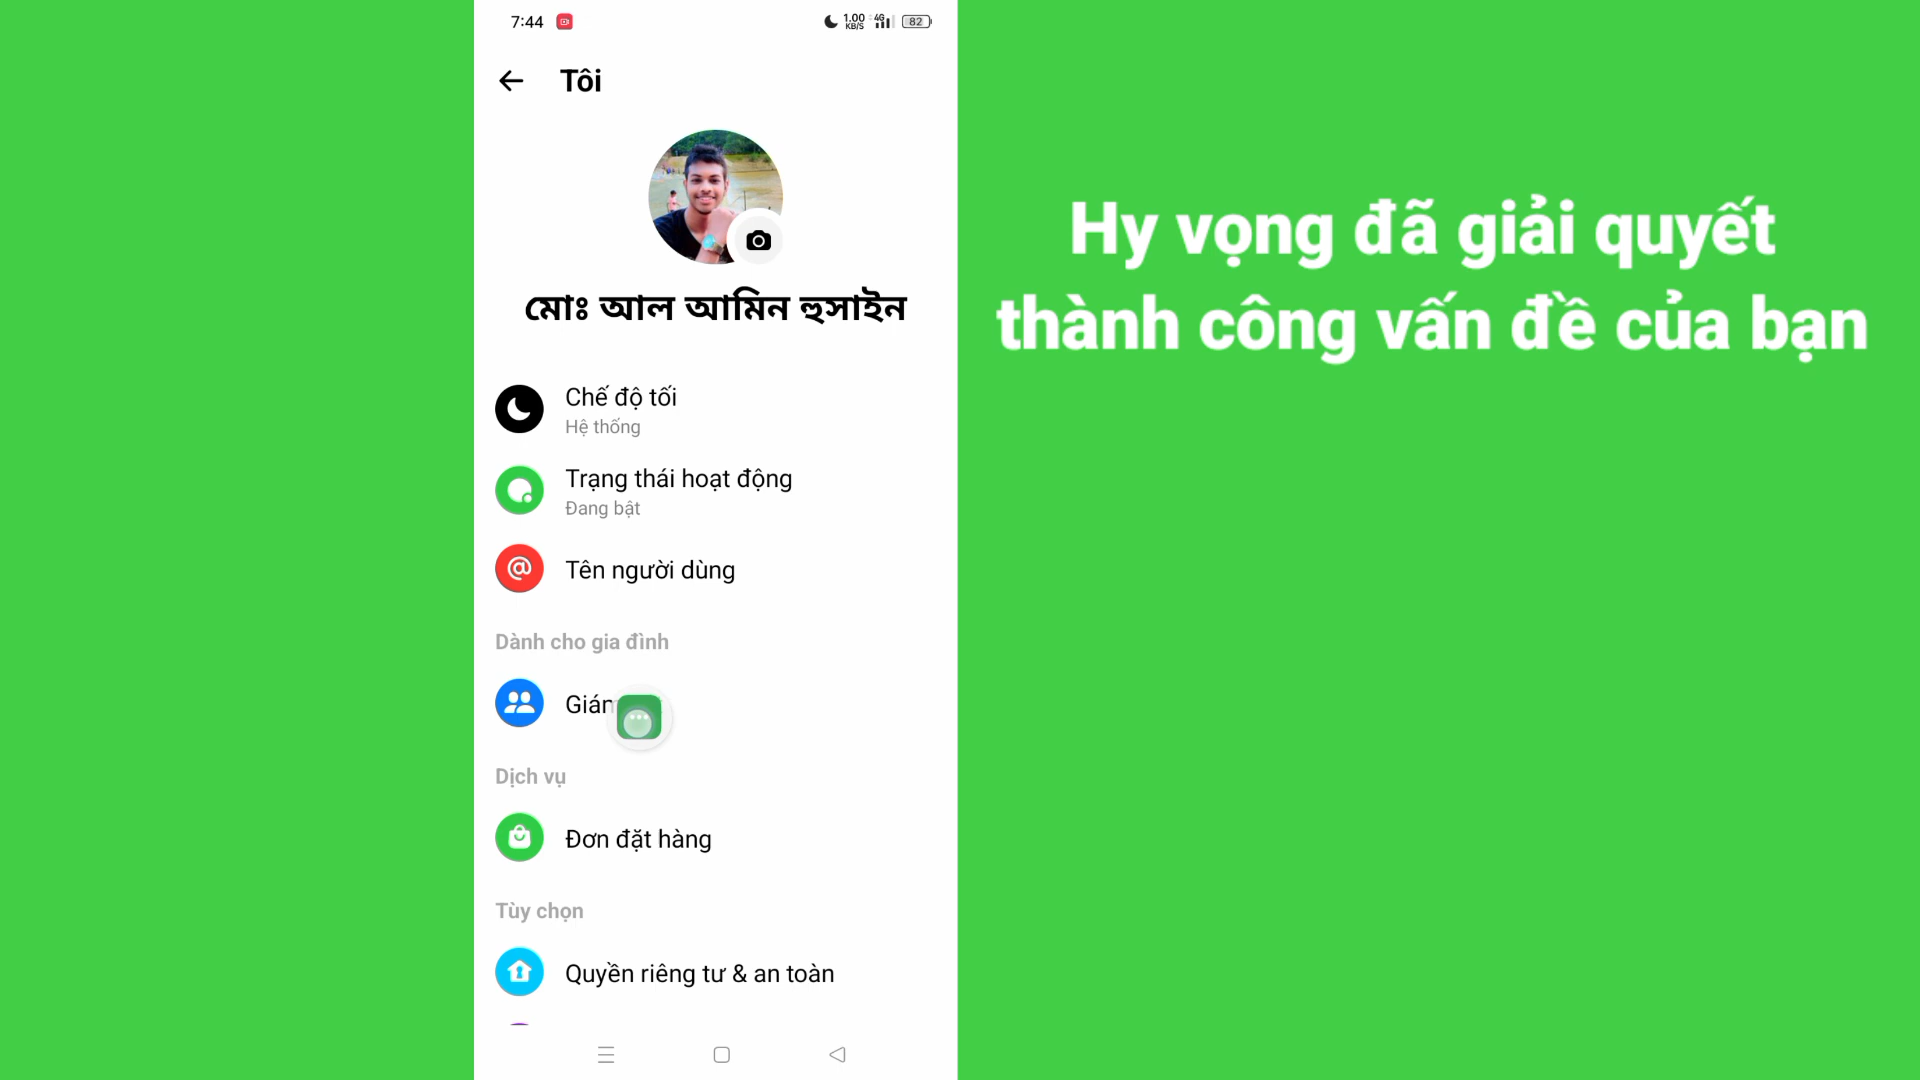 7:44
1.00
KB/S
4G
82
Tôi
মোঃ আল আমিন হুসাইন
Chế độ tối
Hệ thống
Trạng thái hoạt động
Đang bật
Tên người dùng
Dành cho gia đình
Dịch vụ
Đơn đặt hàng
Tùy chọn
Quyền riêng tư & an toàn
Hy vọng đã giải quyết
thành công vấn đề của bạn